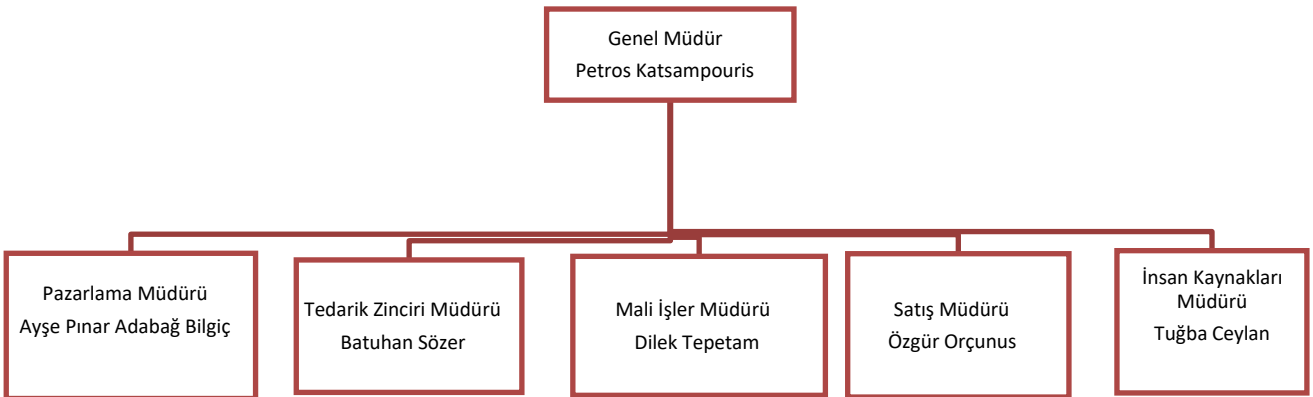 Genel Müdür
Petros Katsampouris
Pazarlama Müdürü
Ayşe Pınar Adabağ Bilgiç
Tedarik Zinciri Müdürü
Batuhan Sözer
Mali İşler Müdürü
Dilek Tepetam
Satış Müdürü
Özgür Orçunus
İnsan Kaynakları
Müdürü
Tuğba Ceylan